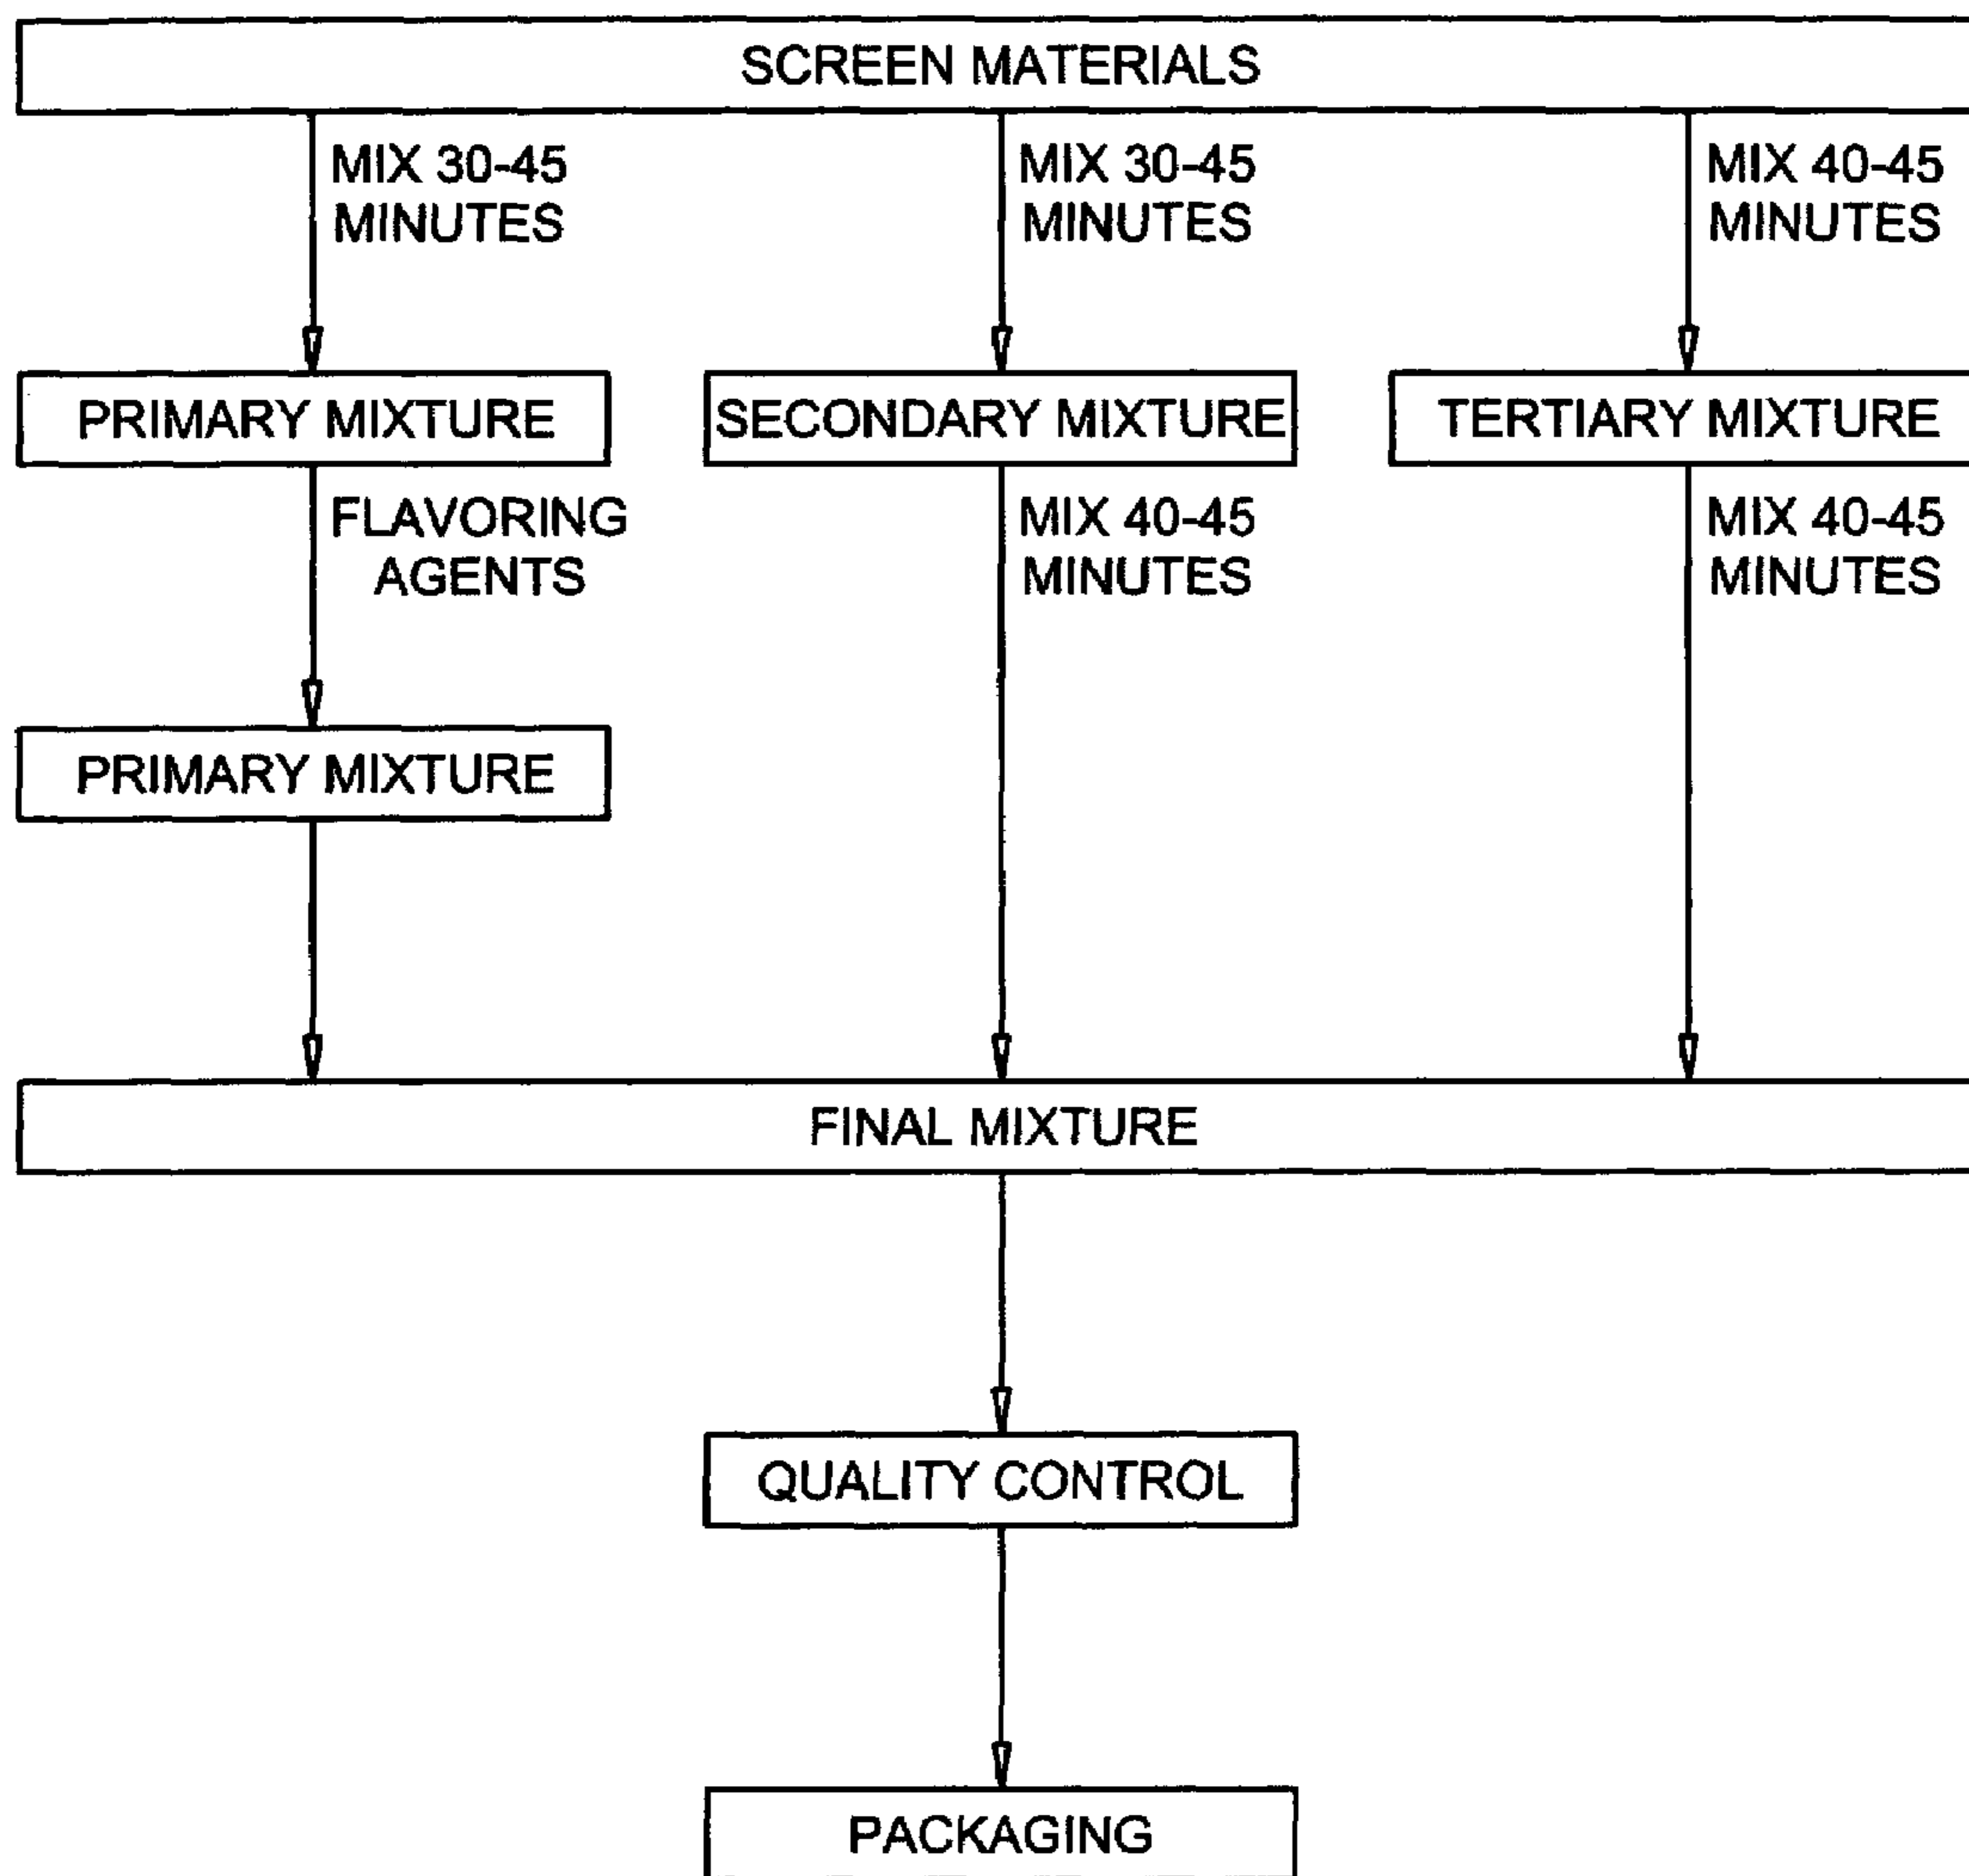 SCREEN MATERIALS
MIX 30-45
MINUTES
MIX 30-45
MINUTES
MIX 40-45
MINUTES
PRIMARY MIXTURE
SECONDARY MIXTURE
TERTIARY MIXTURE
FLAVORING
AGENTS
MIX 40-45
MINUTES
MIX 40-45
MINUTES
PRIMARY MIXTURE
FINAL MIXTURE
QUALITY CONTROL
PACKAGING